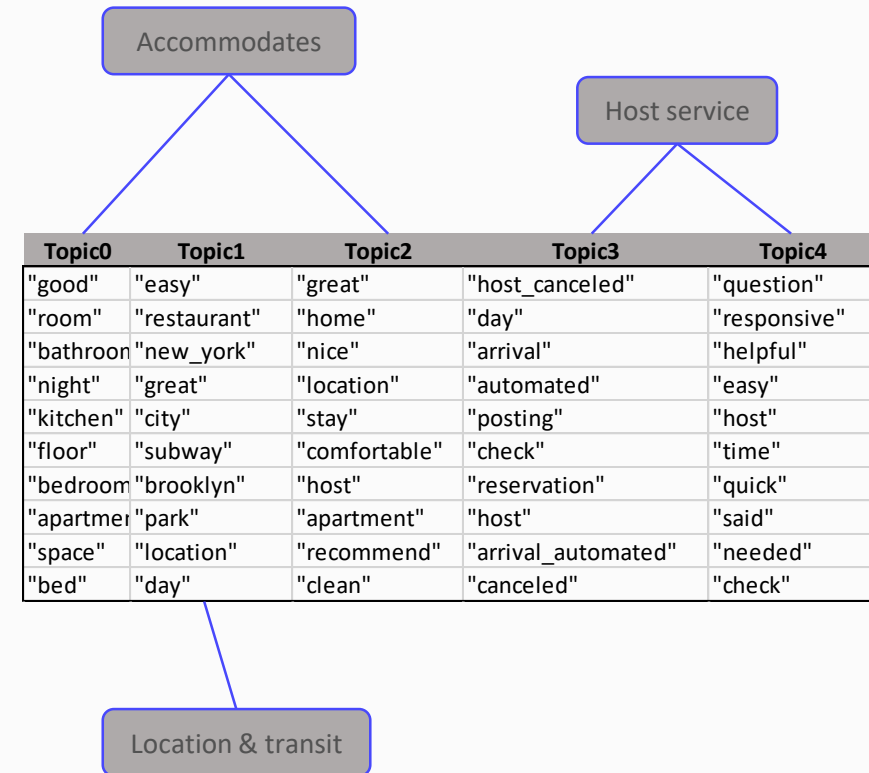 Accommodates
Host service
Topic0 Topic1 Topic2 Topic3 Topic4
"good" "easy" "great" "host_canceled" "question"
"room" "restaurant" "home" "day" "responsive"
"bathroon "new_york" "nice" "arrival" "helpful"
"night" "great" "location" "automated" "easy"
"kitchen" "city" "stay" "posting" "host"
"floor" "subway" "comfortable" "check" "time"
"bedroom "brooklyn" "host" "reservation" "quick"
"apartmer "park" "apartment" "host" "said"
"space" "location" "recommend" "arrival_automated" "needed"
"bed" "day" "clean" "canceled" "check"
Location & transit